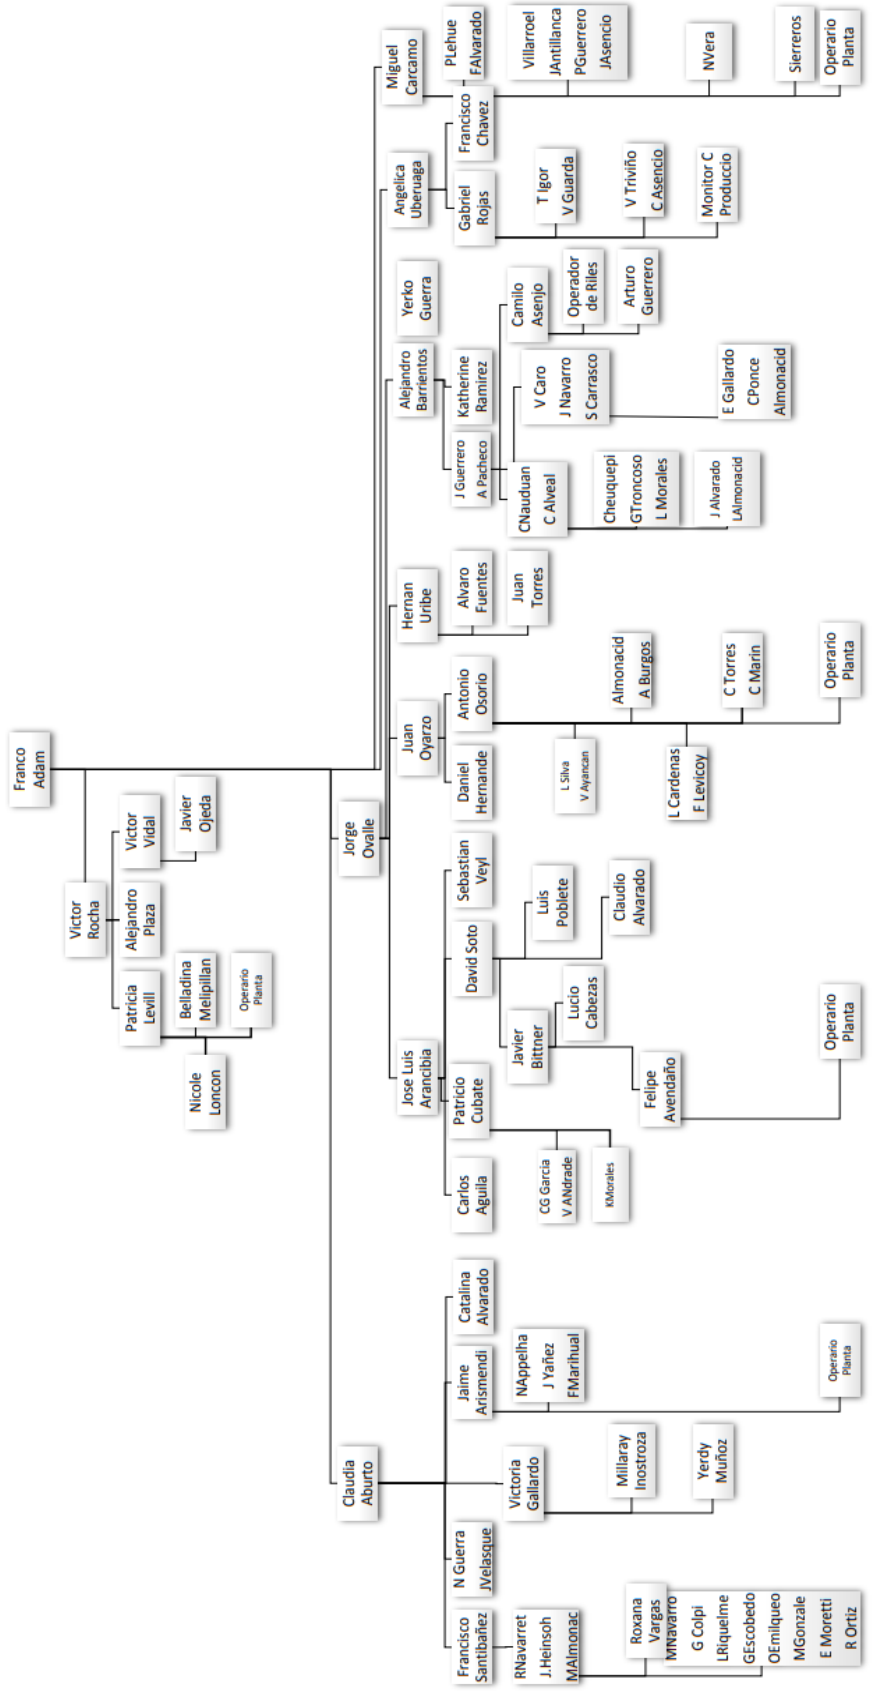 Franco
Adam
Victor
Rocha
Patricia
Levill
Alejandro
Plaza
Victor
Vidal
Nicole
Loncon
Belladina
Melipillan
Operario
Planta
Javier
Ojeda
Claudia
Aburto
Jorge
Ovalle
Angelica
Uberuaga
Miguel
Carcamo
Jose Luis
Arancibia
Juan
Oyarzo
Hernan
Uribe
Alejandro
Barrientos
Yerko
Guerra
Francisco
Santibañez
N Guerra
JVelasque
Jaime
Arismendi
Catalina
Alvarado
RNavarret
J.Heinsoh
MAlmonac
Roxana
Vargas
MNavarro
G Colpi
LRiquelme
GEscobedo
OEmilqueo
MGonzale
E Moretti
R Ortiz
Victoria
Gallardo
Millaray
Inostroza
Yerdy
Muñoz
NAppelha
J Yañez
FMarihual
Operario
Planta
Carlos
Aguila
Patricio
Cubate
David Soto
Sebastian
Veyl
CG Garcia
V ANdrade
KMorales
Javier
Bittner
Luis
Poblete
Lucio
Cabezas
Claudio
Alvarado
Felipe
Avendaño
Operario
Planta
Daniel
Hernande
Antonio
Osorio
L Silva
V Ayancan
Almonacid
A Burgos
L Cardenas
F Levicoy
C Torres
C Marin
Operario
Planta
Alvaro
Fuentes
Juan
Torres
J Guerrero
A Pacheco
Katherine
Ramirez
CNauduan
C Alveal
Cheuquepi
GTroncoso
L Morales
J Alvarado
LAlmonacid
V Caro
J Navarro
S Carrasco
E Gallardo
CPonce
Almonacid
Camilo
Asenjo
Operador
de Riles
Arturo
Guerrero
Gabriel
Rojas
Francisco
Chavez
T Igor
V Guarda
V Triviño
C Asencio
Monitor C
Produccio
PLehue
FAlvarado
Villarroel
JAntillanca
PGuerrero
JAsencio
NVera
Sierreros
Operario
Planta